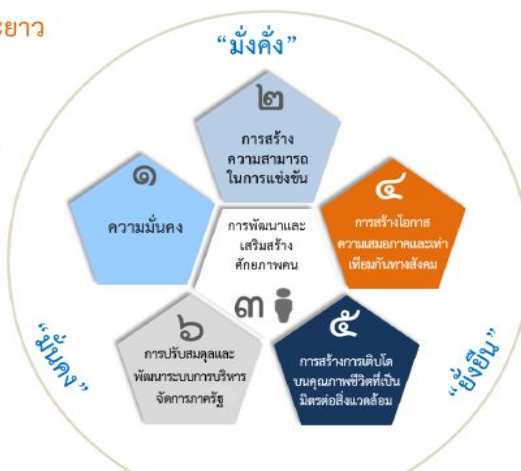 ะยาว
“มั่งคั่ง”
๒
การสร้าง
ความสามารถ
ในการแข่งขัน
๑
ความมั่นคง
การพัฒนาและ
เสริมสร้าง
ศักยภาพคน
๓
๔
การสร้างโอกาส
ความเสมอภาคและเท่า
เทียมกันทางสังคม
๖
การปรับสมดุลและ
พัฒนาระบบการบริหาร
จัดการภาครัฐ
๕
การสร้างการเติบโต
บนคุณภาพชีวิตที่เป็น
มิตรต่อสิ่งแวดล้อม
“มั่นคง”
“ยั่งยืน”